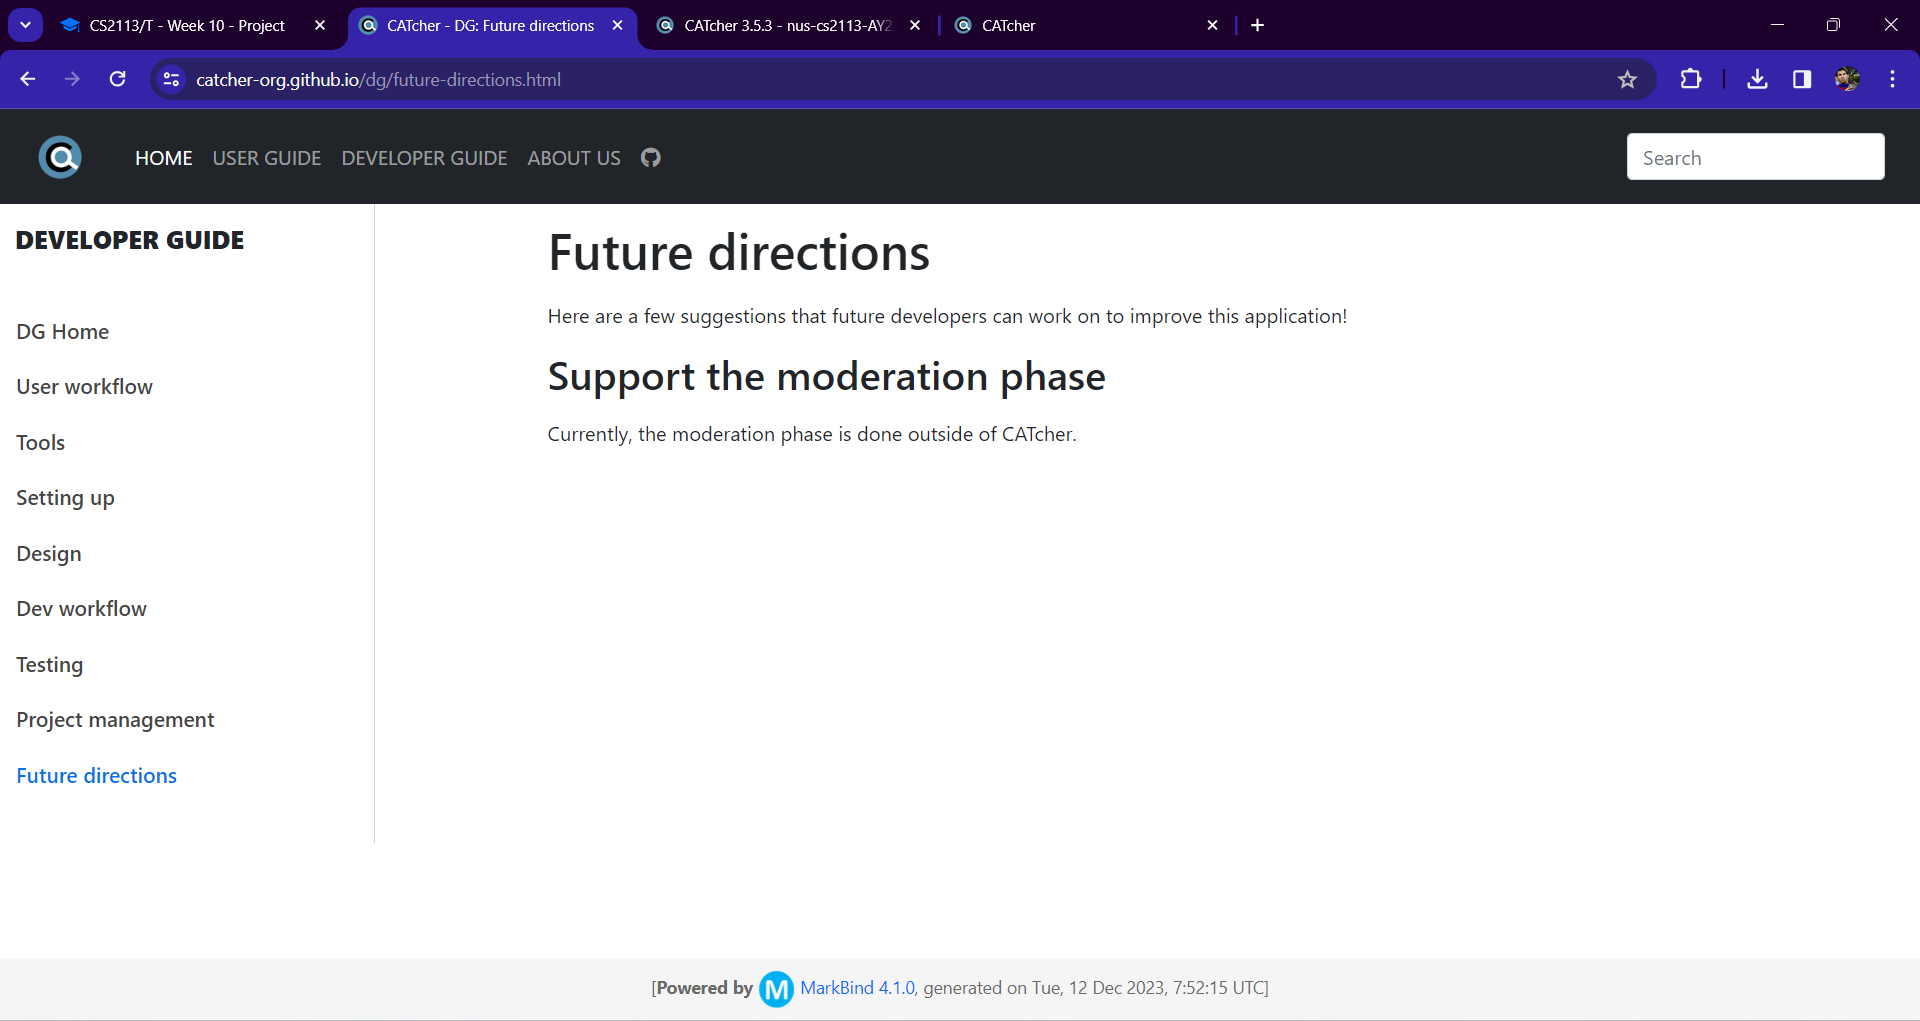 CS2113/T - Week 10 - Project
CATcher - DG: Future directions
CATcher 3.5.3 - nus-cs2113-AY2
CATcher
catcher-org.github.io/dg/future-directions.html
HOME USER GUIDE DEVELOPER GUIDE ABOUT US
Search
DEVELOPER GUIDE
DG Home
User workflow
Tools
Setting up
Design
Dev workflow
Testing
Project management
Future directions
Future directions
Here are a few suggestions that future developers can work on to improve this application!
Support the moderation phase
Currently, the moderation phase is done outside of CATcher.
[Powered by M MarkBind 4.1.0, generated on Tue, 12 Dec 2023, 7:52:15 UTC]